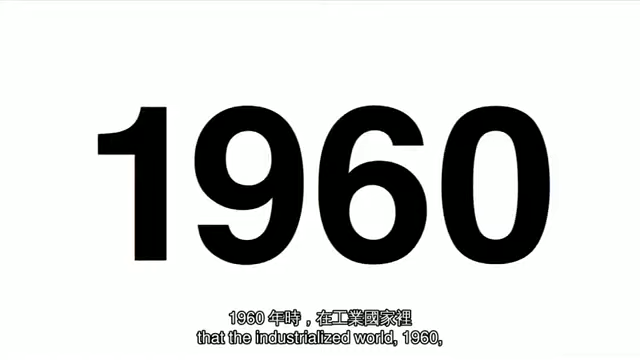 1960
1960 年時，在工業國家裡
that the industrialized world, 1960,